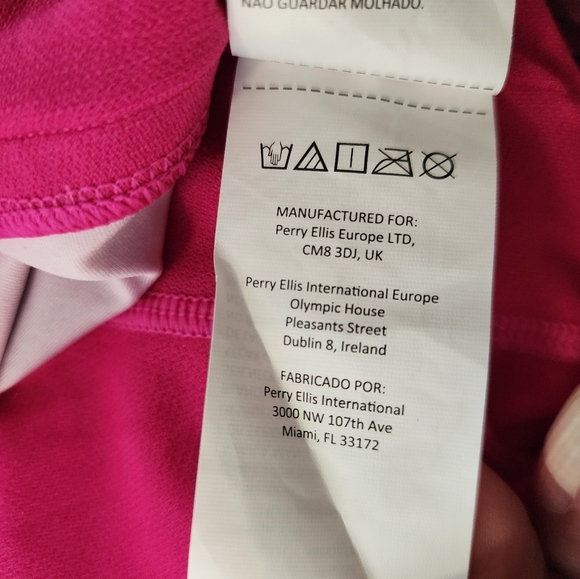 NÃO GUARDAR MOLHADO.
MANUFACTURED FOR:
Perry Ellis Europe LTD,
CM8 3DJ, UK
Perry Ellis International Europe
Olympic House
Pleasants Street
Dublin 8, Ireland
FABRICADO POR:
Perry Ellis International
3000 NW 107th Ave
Miami, FL 33172